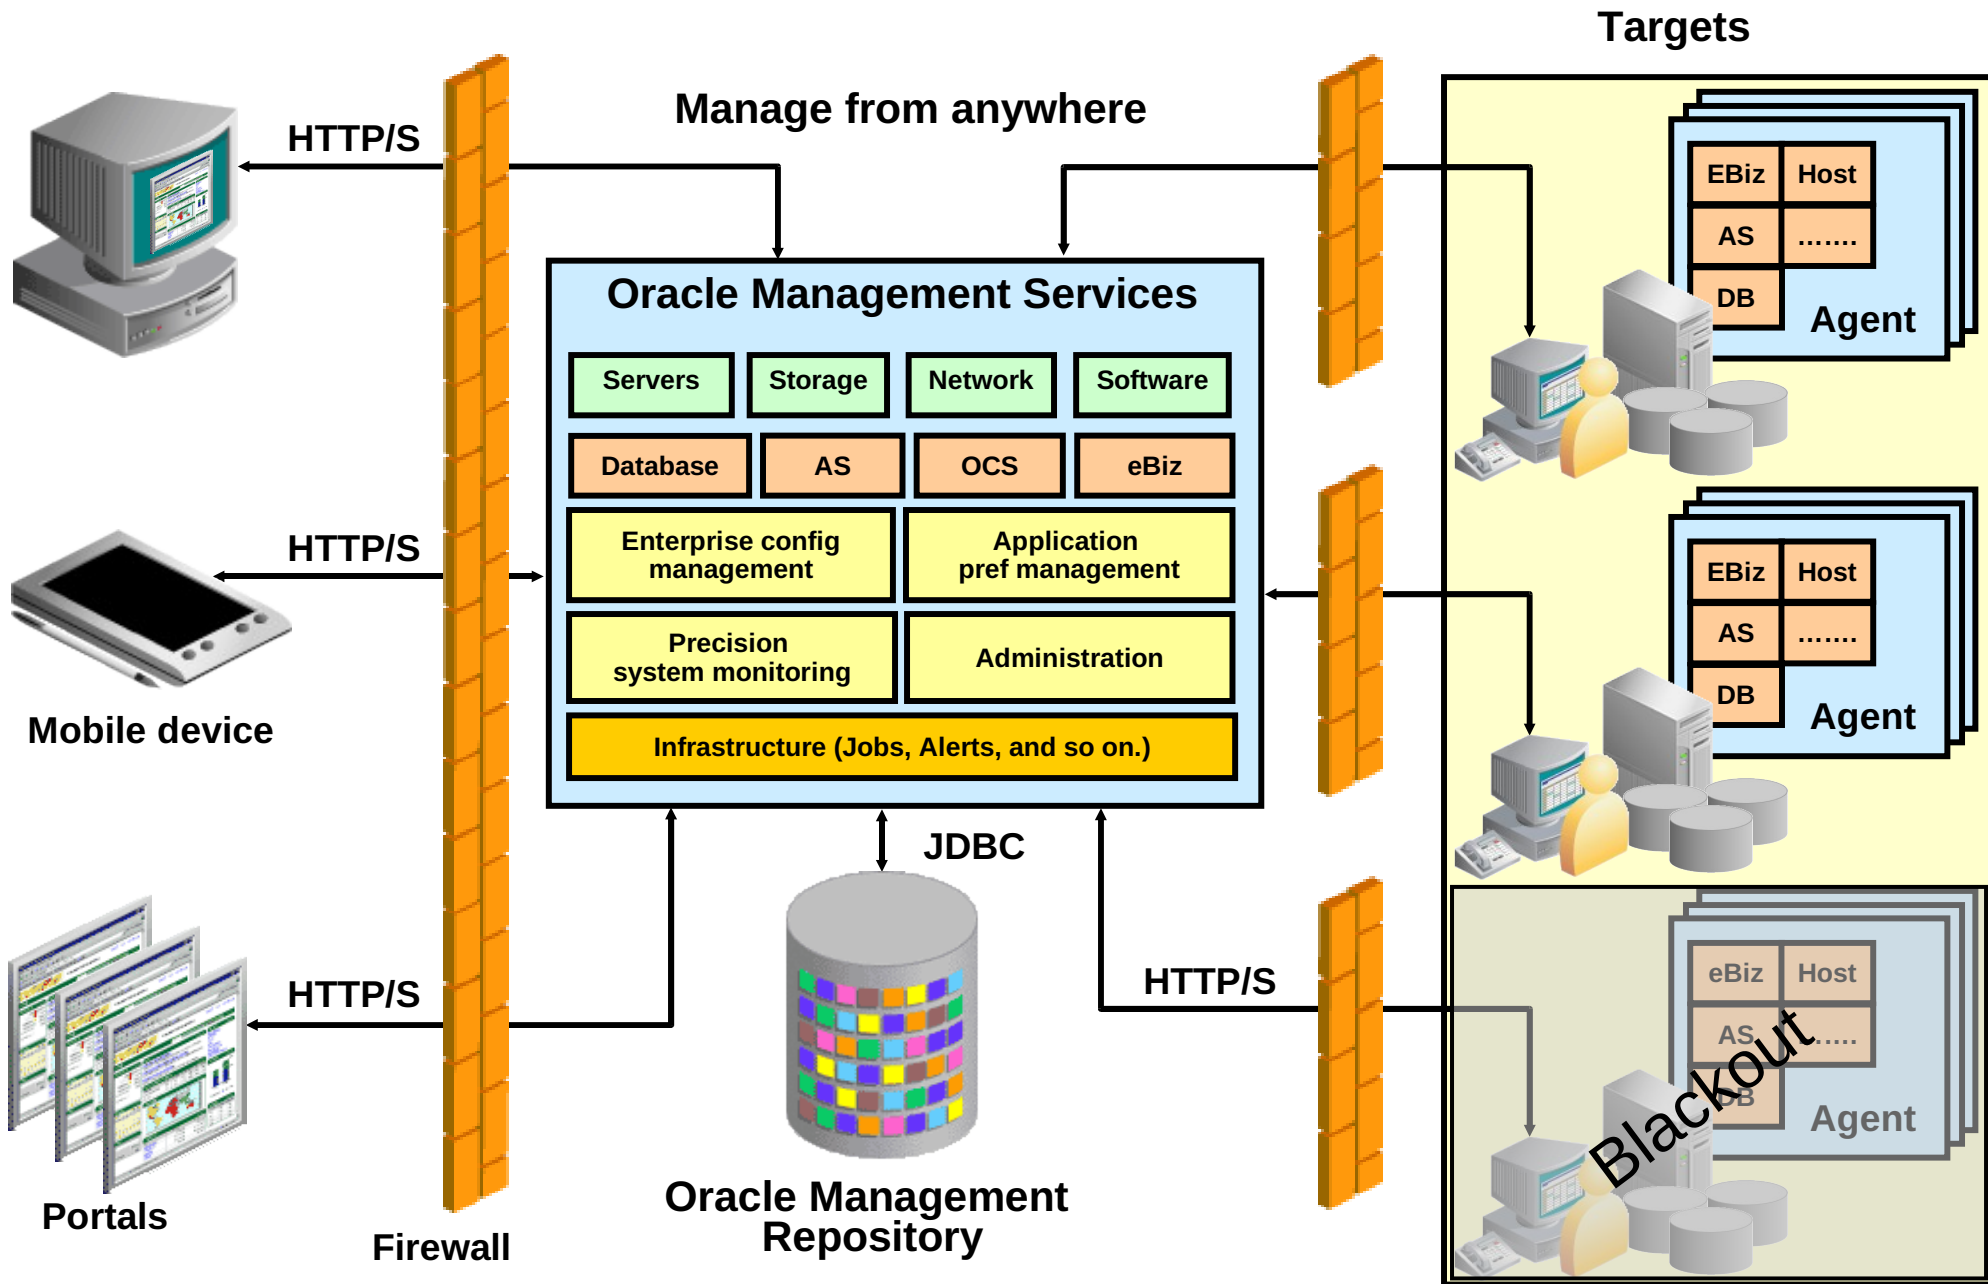 Targets
Manage from anywhere
HTTP/S
EBiz Host
AS .......
DB
Agent
Oracle Management Services
Servers Storage Network Software
Database AS OCS eBiz
Enterprise config
management
Application
pref management
Precision
system monitoring
Administration
Infrastructure (Jobs, Alerts, and so on.)
HTTP/S
Mobile device
EBiz Host
AS .......
DB
Agent
JDBC
HTTP/S
HTTP/S
eBiz Host
AS .......
DB
Agent
Blackout
Portals
Firewall
Oracle Management
Repository